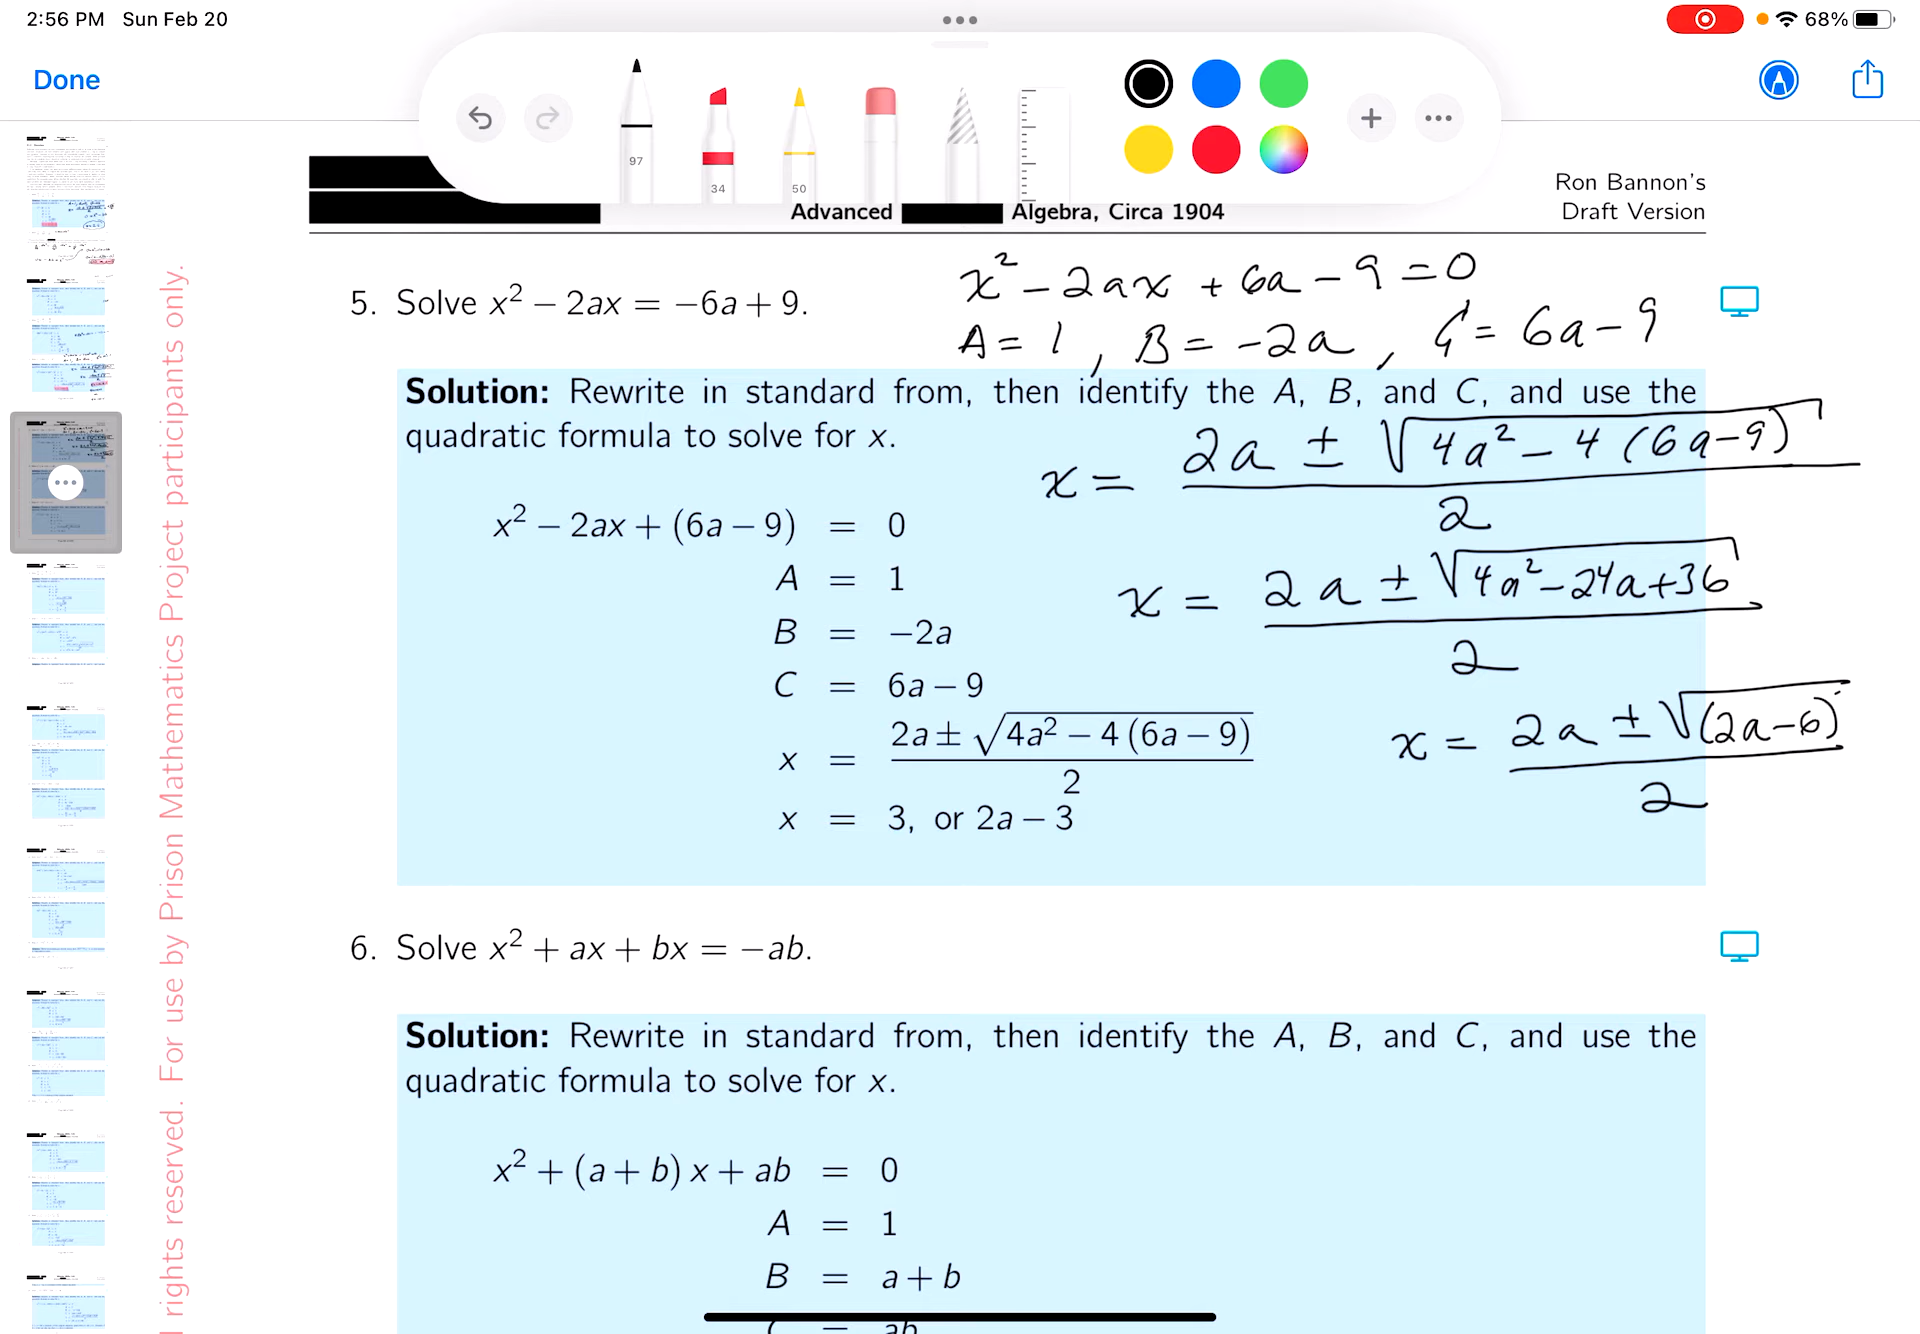 2:56 PM Sun Feb 20
68%
Done
97
34
50
Advanced Algebra, Circa 1904
Ron Bannon's
Draft Version
l rights reserved. For use by Prison Mathematics Project participants only.
5. Solve x² − 2ax = −6a + 9.
x² − 2ax + 6a − 9 = 0
A = 1, B = −2a, C = 6a − 9
Solution: Rewrite in standard from, then identify the A, B, and C, and use the
quadratic formula to solve for x.
x = (2a ± √(4a² − 4(6a−9))) / 2
x² − 2ax + (6a − 9) = 0
A = 1
x = (2a ± √(4a²−24a+36)) / 2
B = −2a
C = 6a − 9
x = (2a ± √(4a² − 4 (6a − 9))) / 2
x = (2a ± √(2a−6)) / 2
x = 3, or 2a − 3
6. Solve x² + ax + bx = −ab.
Solution: Rewrite in standard from, then identify the A, B, and C, and use the
quadratic formula to solve for x.
x² + (a + b) x + ab = 0
A = 1
B = a + b
C = ab